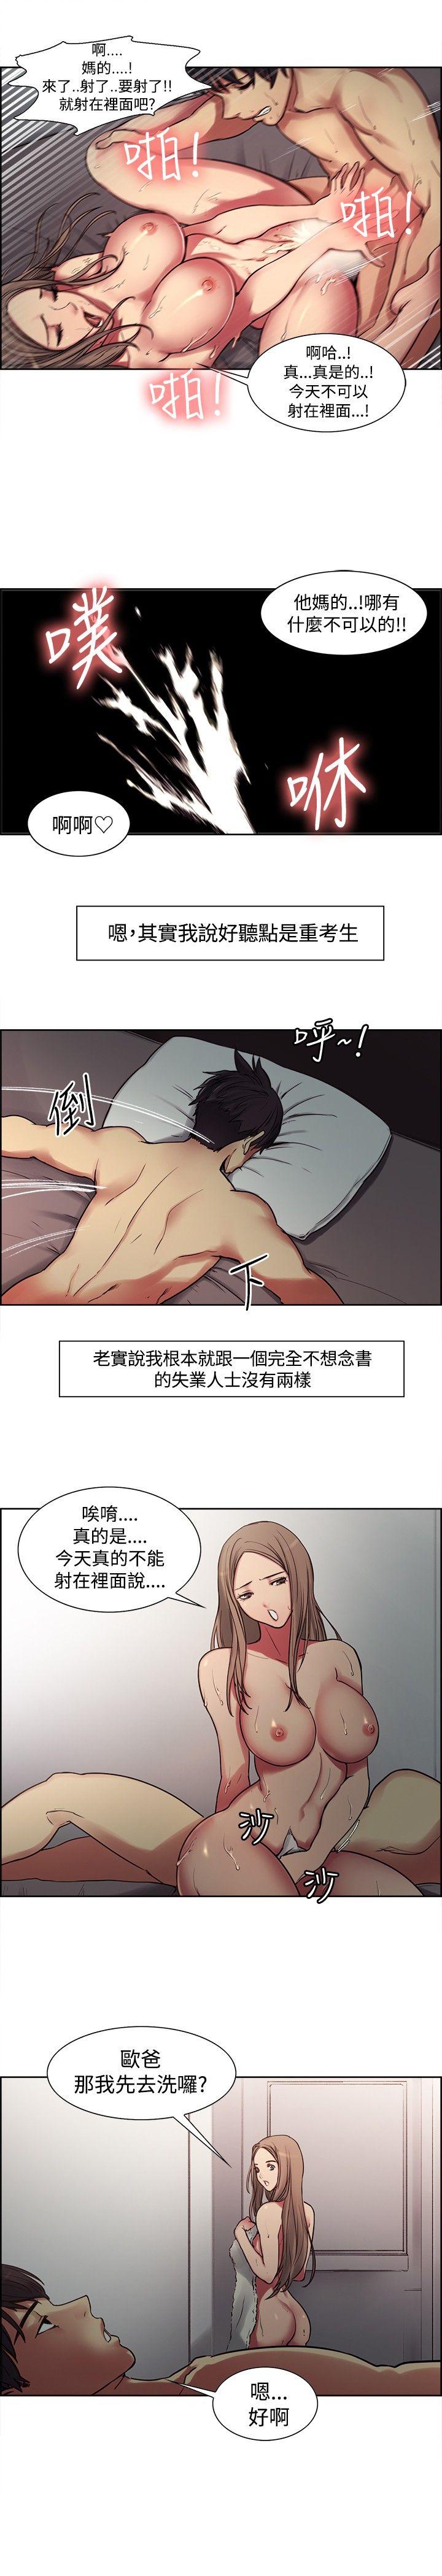 啊....
媽的....!
來了..射了..要射了!!
就射在裡面吧?
啪!
啪!
啪!
啊哈..!
真...真是的..!
今天不可以
射在裡面...!
他媽的..!哪有
什麼不可以的!!
噗
咻
啊啊♡
嗯,其實我說好聽點是重考生
呼~!
倒
下
老實說我根本就跟一個完全不想念書
的失業人士沒有兩樣
唉唷....
真的是....
今天真的不能
射在裡面說....
沙
沙
歐爸
那我先去洗囉?
嗯...
好啊